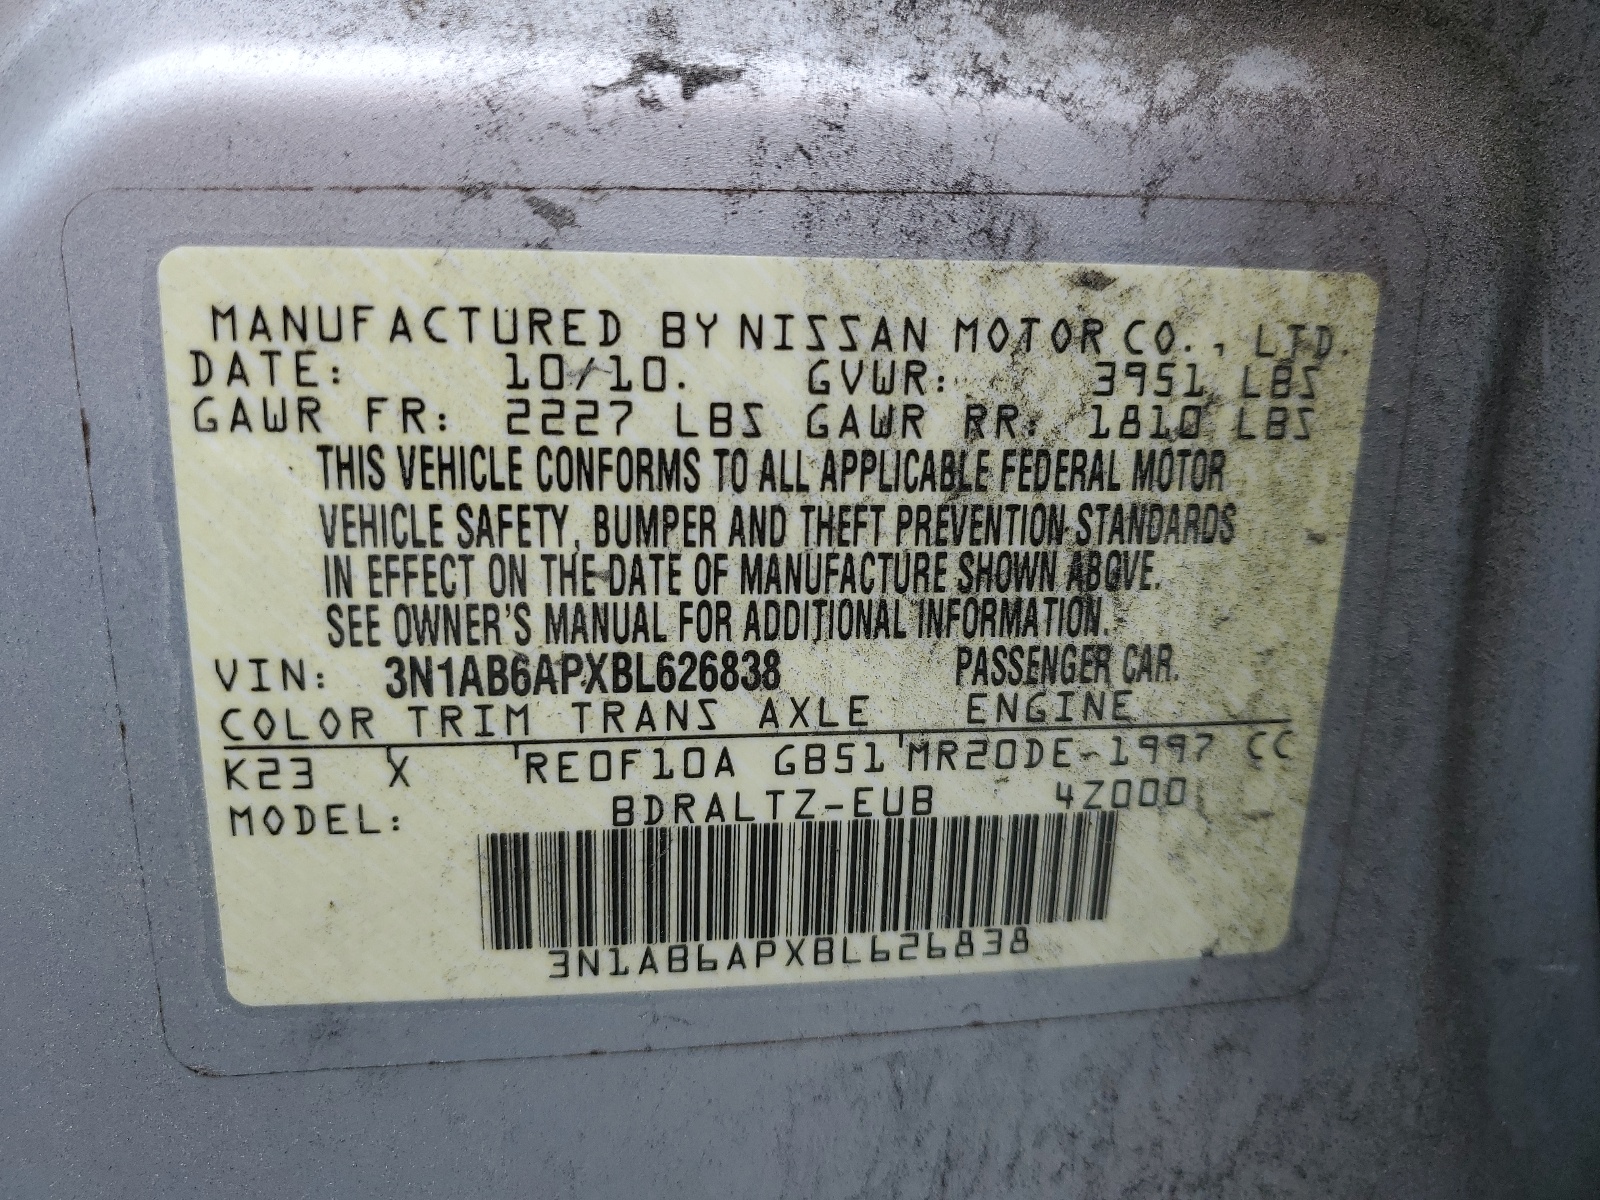 MANUFACTURED BY NISSAN MOTOR CO., LTD.
DATE: 10/10. GVWR: 3951 LBS
GAWR FR: 2227 LBS GAWR RR: 1810 LBS
THIS VEHICLE CONFORMS TO ALL APPLICABLE FEDERAL MOTOR
VEHICLE SAFETY, BUMPER AND THEFT PREVENTION STANDARDS
IN EFFECT ON THE DATE OF MANUFACTURE SHOWN ABOVE.
SEE OWNER'S MANUAL FOR ADDITIONAL INFORMATION.
VIN: 3N1AB6APXBL626838 PASSENGER CAR.
COLOR TRIM TRANS AXLE ENGINE
K23 X RE0F10A GB51 MR20DE-1997 CC
MODEL: BDRALTZ-EUB 4Z000
3N1AB6APXBL626838